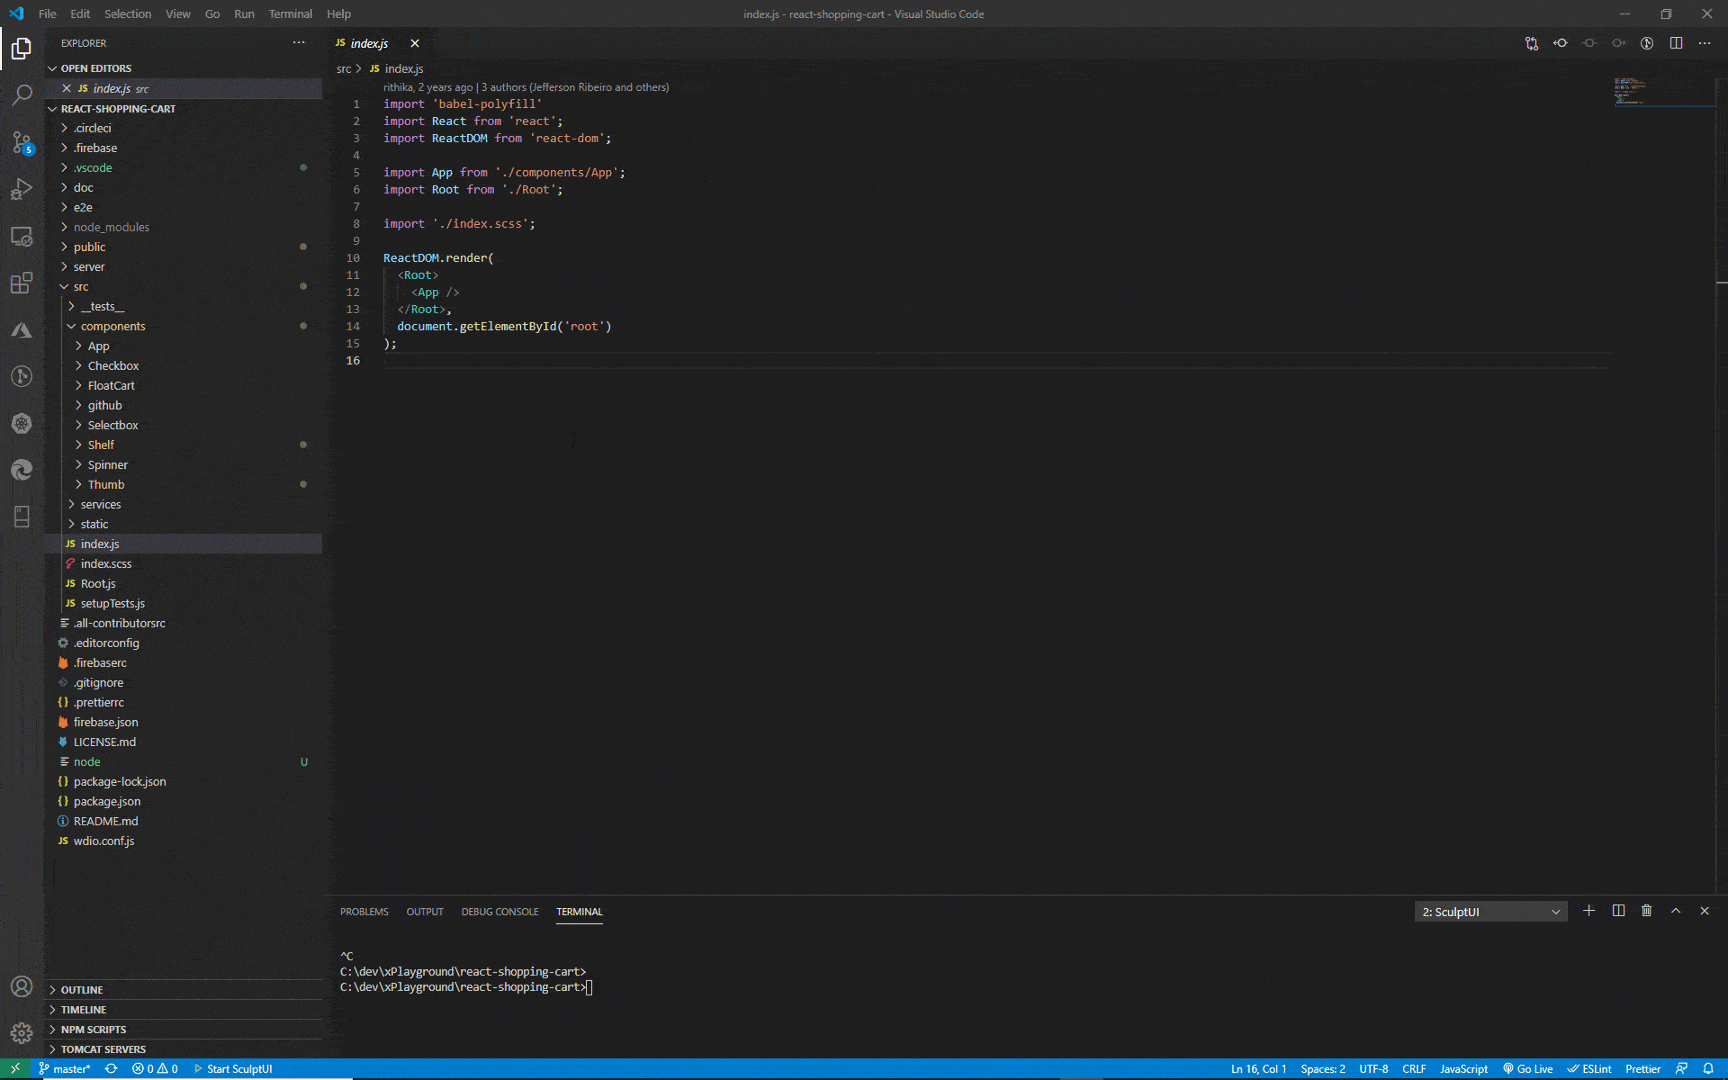 File Edit Selection View Go Run Terminal Help
index.js - react-shopping-cart - Visual Studio Code
EXPLORER
OPEN EDITORS
JS index.js src
REACT-SHOPPING-CART
.circleci
.firebase
.vscode
doc
e2e
node_modules
public
server
src
__tests__
components
App
Checkbox
FloatCart
github
Selectbox
Shelf
Spinner
Thumb
services
static
JS index.js
index.scss
JS Root.js
JS setupTests.js
.all-contributorsrc
.editorconfig
.firebaserc
.gitignore
{} .prettierrc
firebase.json
LICENSE.md
node U
{} package-lock.json
{} package.json
README.md
JS wdio.conf.js
OUTLINE
TIMELINE
NPM SCRIPTS
TOMCAT SERVERS
5
JS index.js
src > JS index.js
rithika, 2 years ago | 3 authors (Jefferson Ribeiro and others)
1 import 'babel-polyfill'
2 import React from 'react';
3 import ReactDOM from 'react-dom';
4
5 import App from './components/App';
6 import Root from './Root';
7
8 import './index.scss';
9
10 ReactDOM.render(
11 <Root>
12 <App />
13 </Root>,
14 document.getElementById('root')
15 );
16
PROBLEMS OUTPUT DEBUG CONSOLE TERMINAL
2: SculptUI
^C
C:\dev\xPlayground\react-shopping-cart>
C:\dev\xPlayground\react-shopping-cart>
master* 0 0 Start SculptUI
Ln 16, Col 1 Spaces: 2 UTF-8 CRLF JavaScript Go Live ESLint Prettier